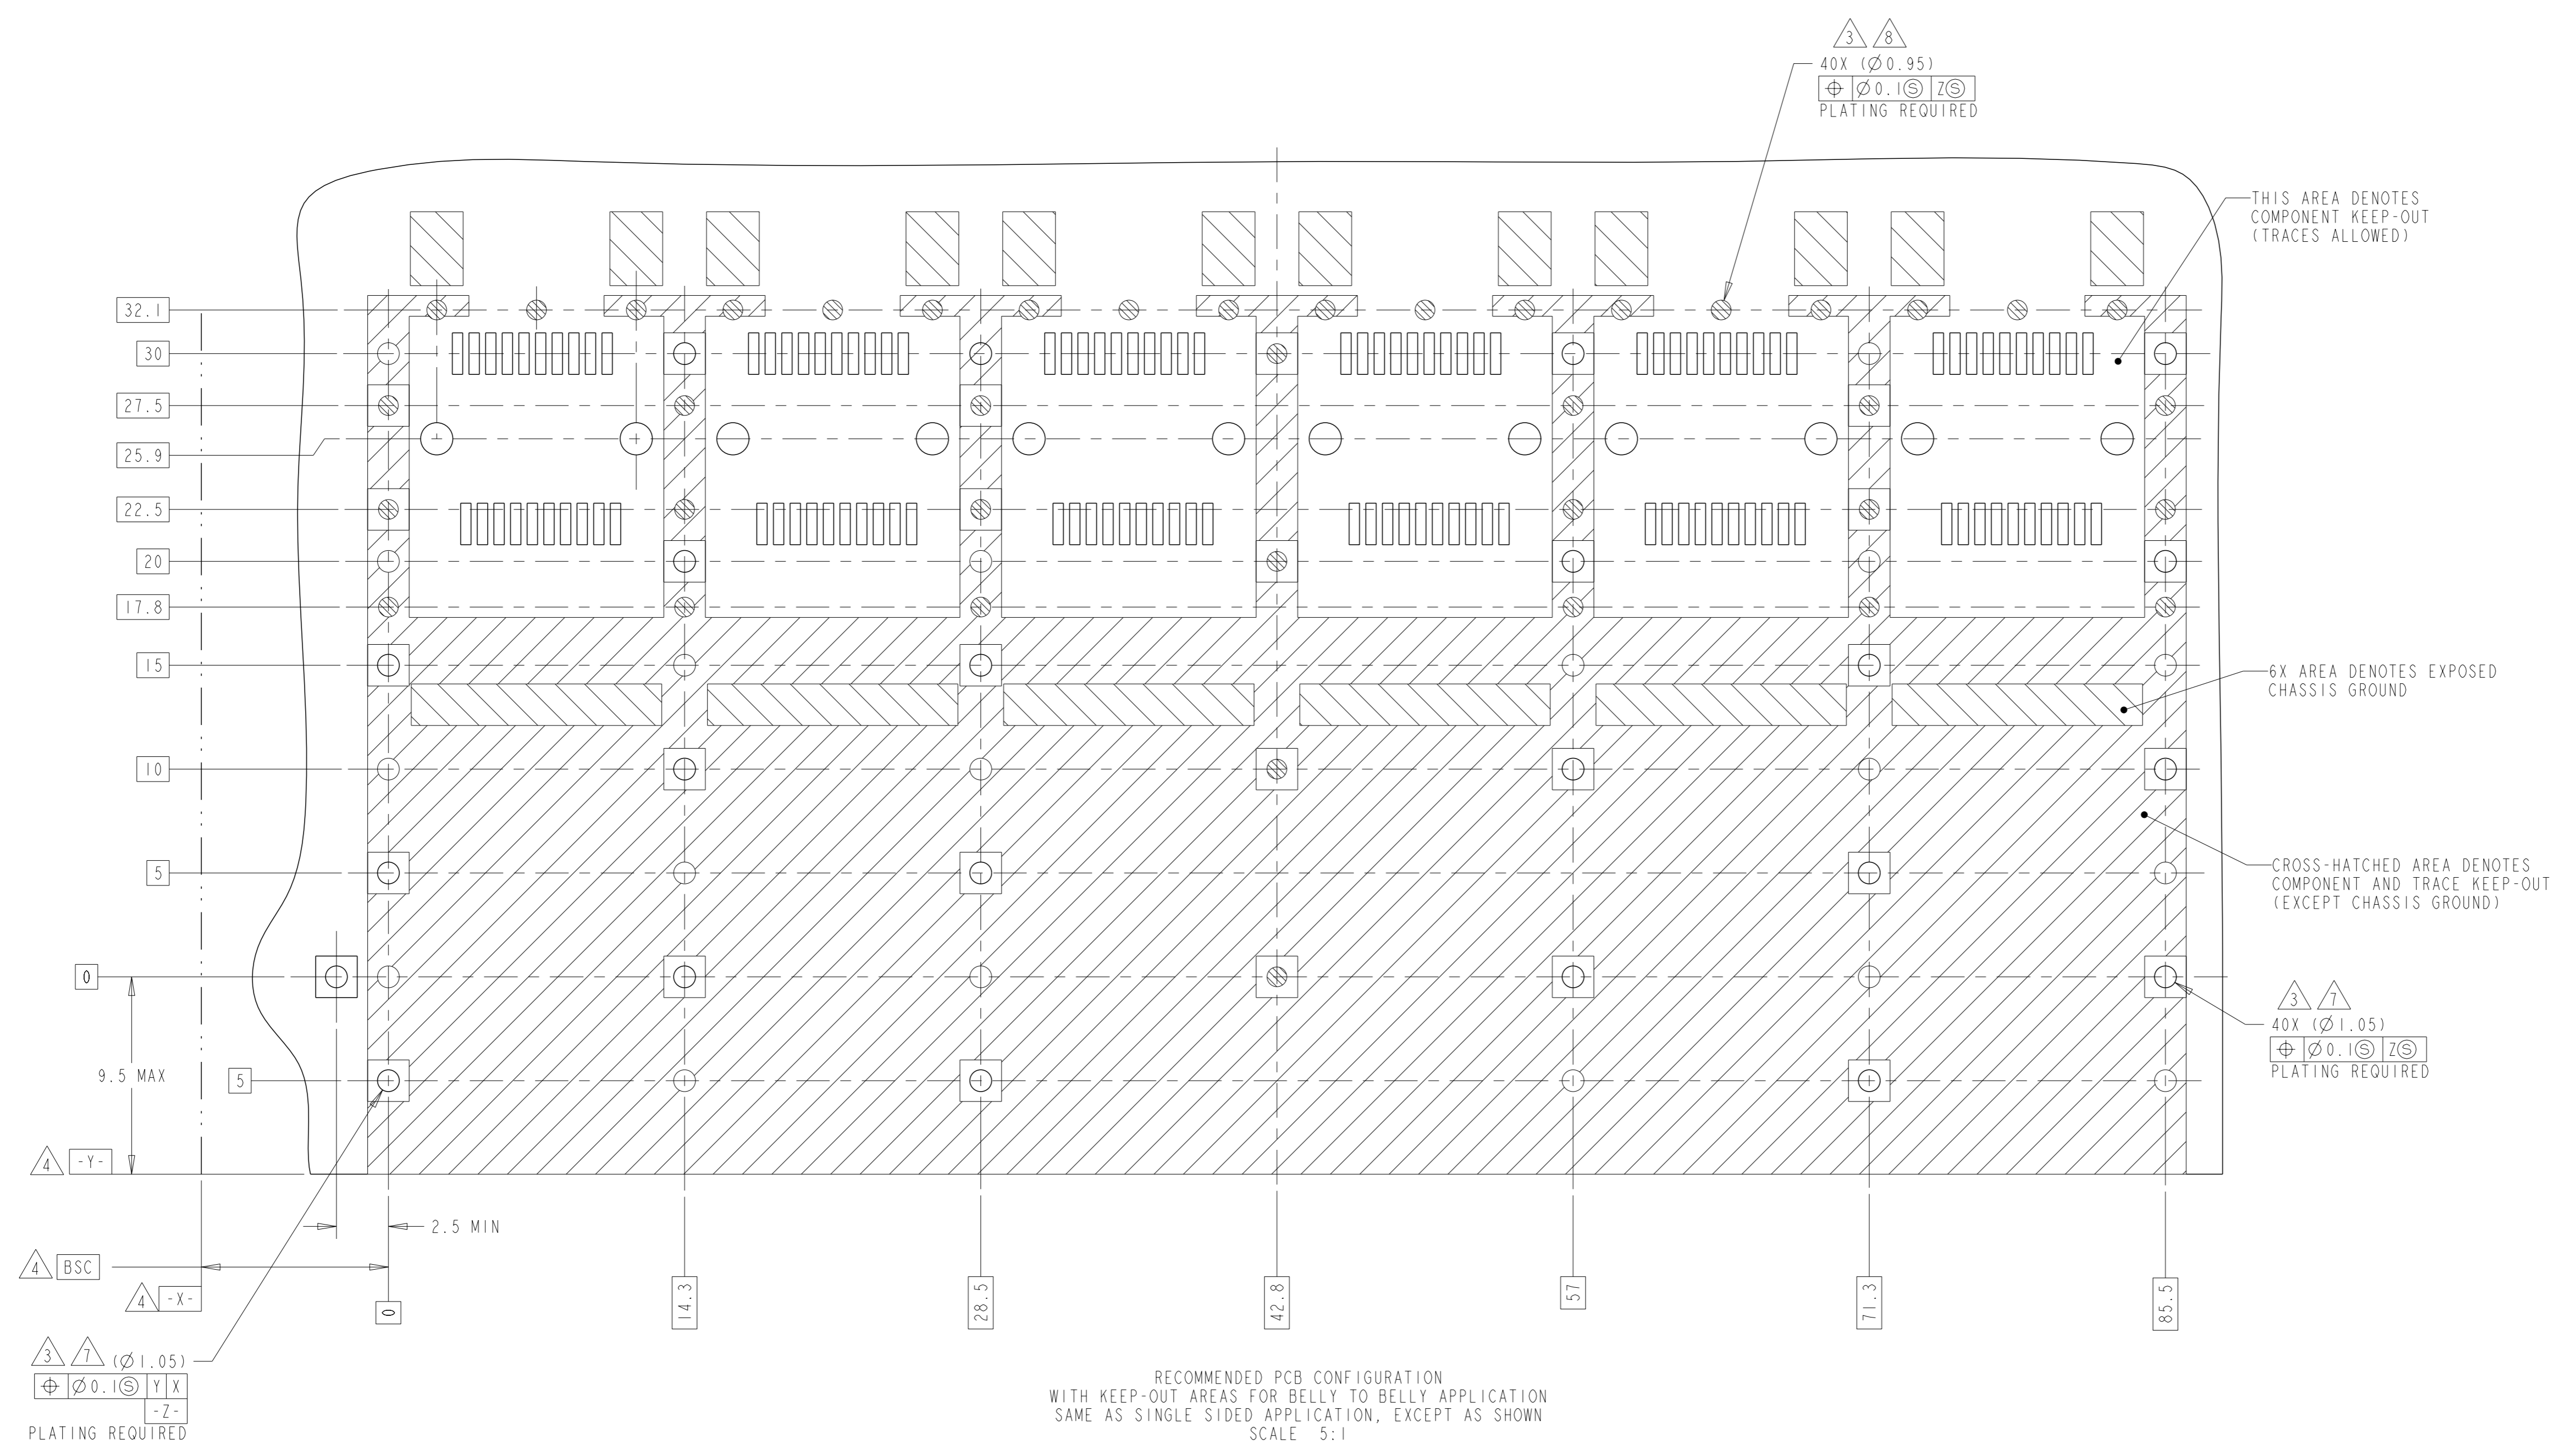 3 8
40X (Ø0.95)
⌖ Ø0.1Ⓢ ZⓈ
PLATING REQUIRED
THIS AREA DENOTES
COMPONENT KEEP-OUT
(TRACES ALLOWED)
32.1
30
27.5
25.9
22.5
20
17.8
15
6X AREA DENOTES EXPOSED
CHASSIS GROUND
10
5
CROSS-HATCHED AREA DENOTES
COMPONENT AND TRACE KEEP-OUT
(EXCEPT CHASSIS GROUND)
0
3 7
40X (Ø1.05)
⌖ Ø0.1Ⓢ ZⓈ
PLATING REQUIRED
9.5 MAX
5
4 -Y-
2.5 MIN
4 BSC
4 -X-
0
14.3
28.5
42.8
57
71.3
85.5
3 7 (Ø1.05)
⌖ Ø0.1Ⓢ Y X
-Z-
PLATING REQUIRED
RECOMMENDED PCB CONFIGURATION
WITH KEEP-OUT AREAS FOR BELLY TO BELLY APPLICATION
SAME AS SINGLE SIDED APPLICATION, EXCEPT AS SHOWN
SCALE 5:1